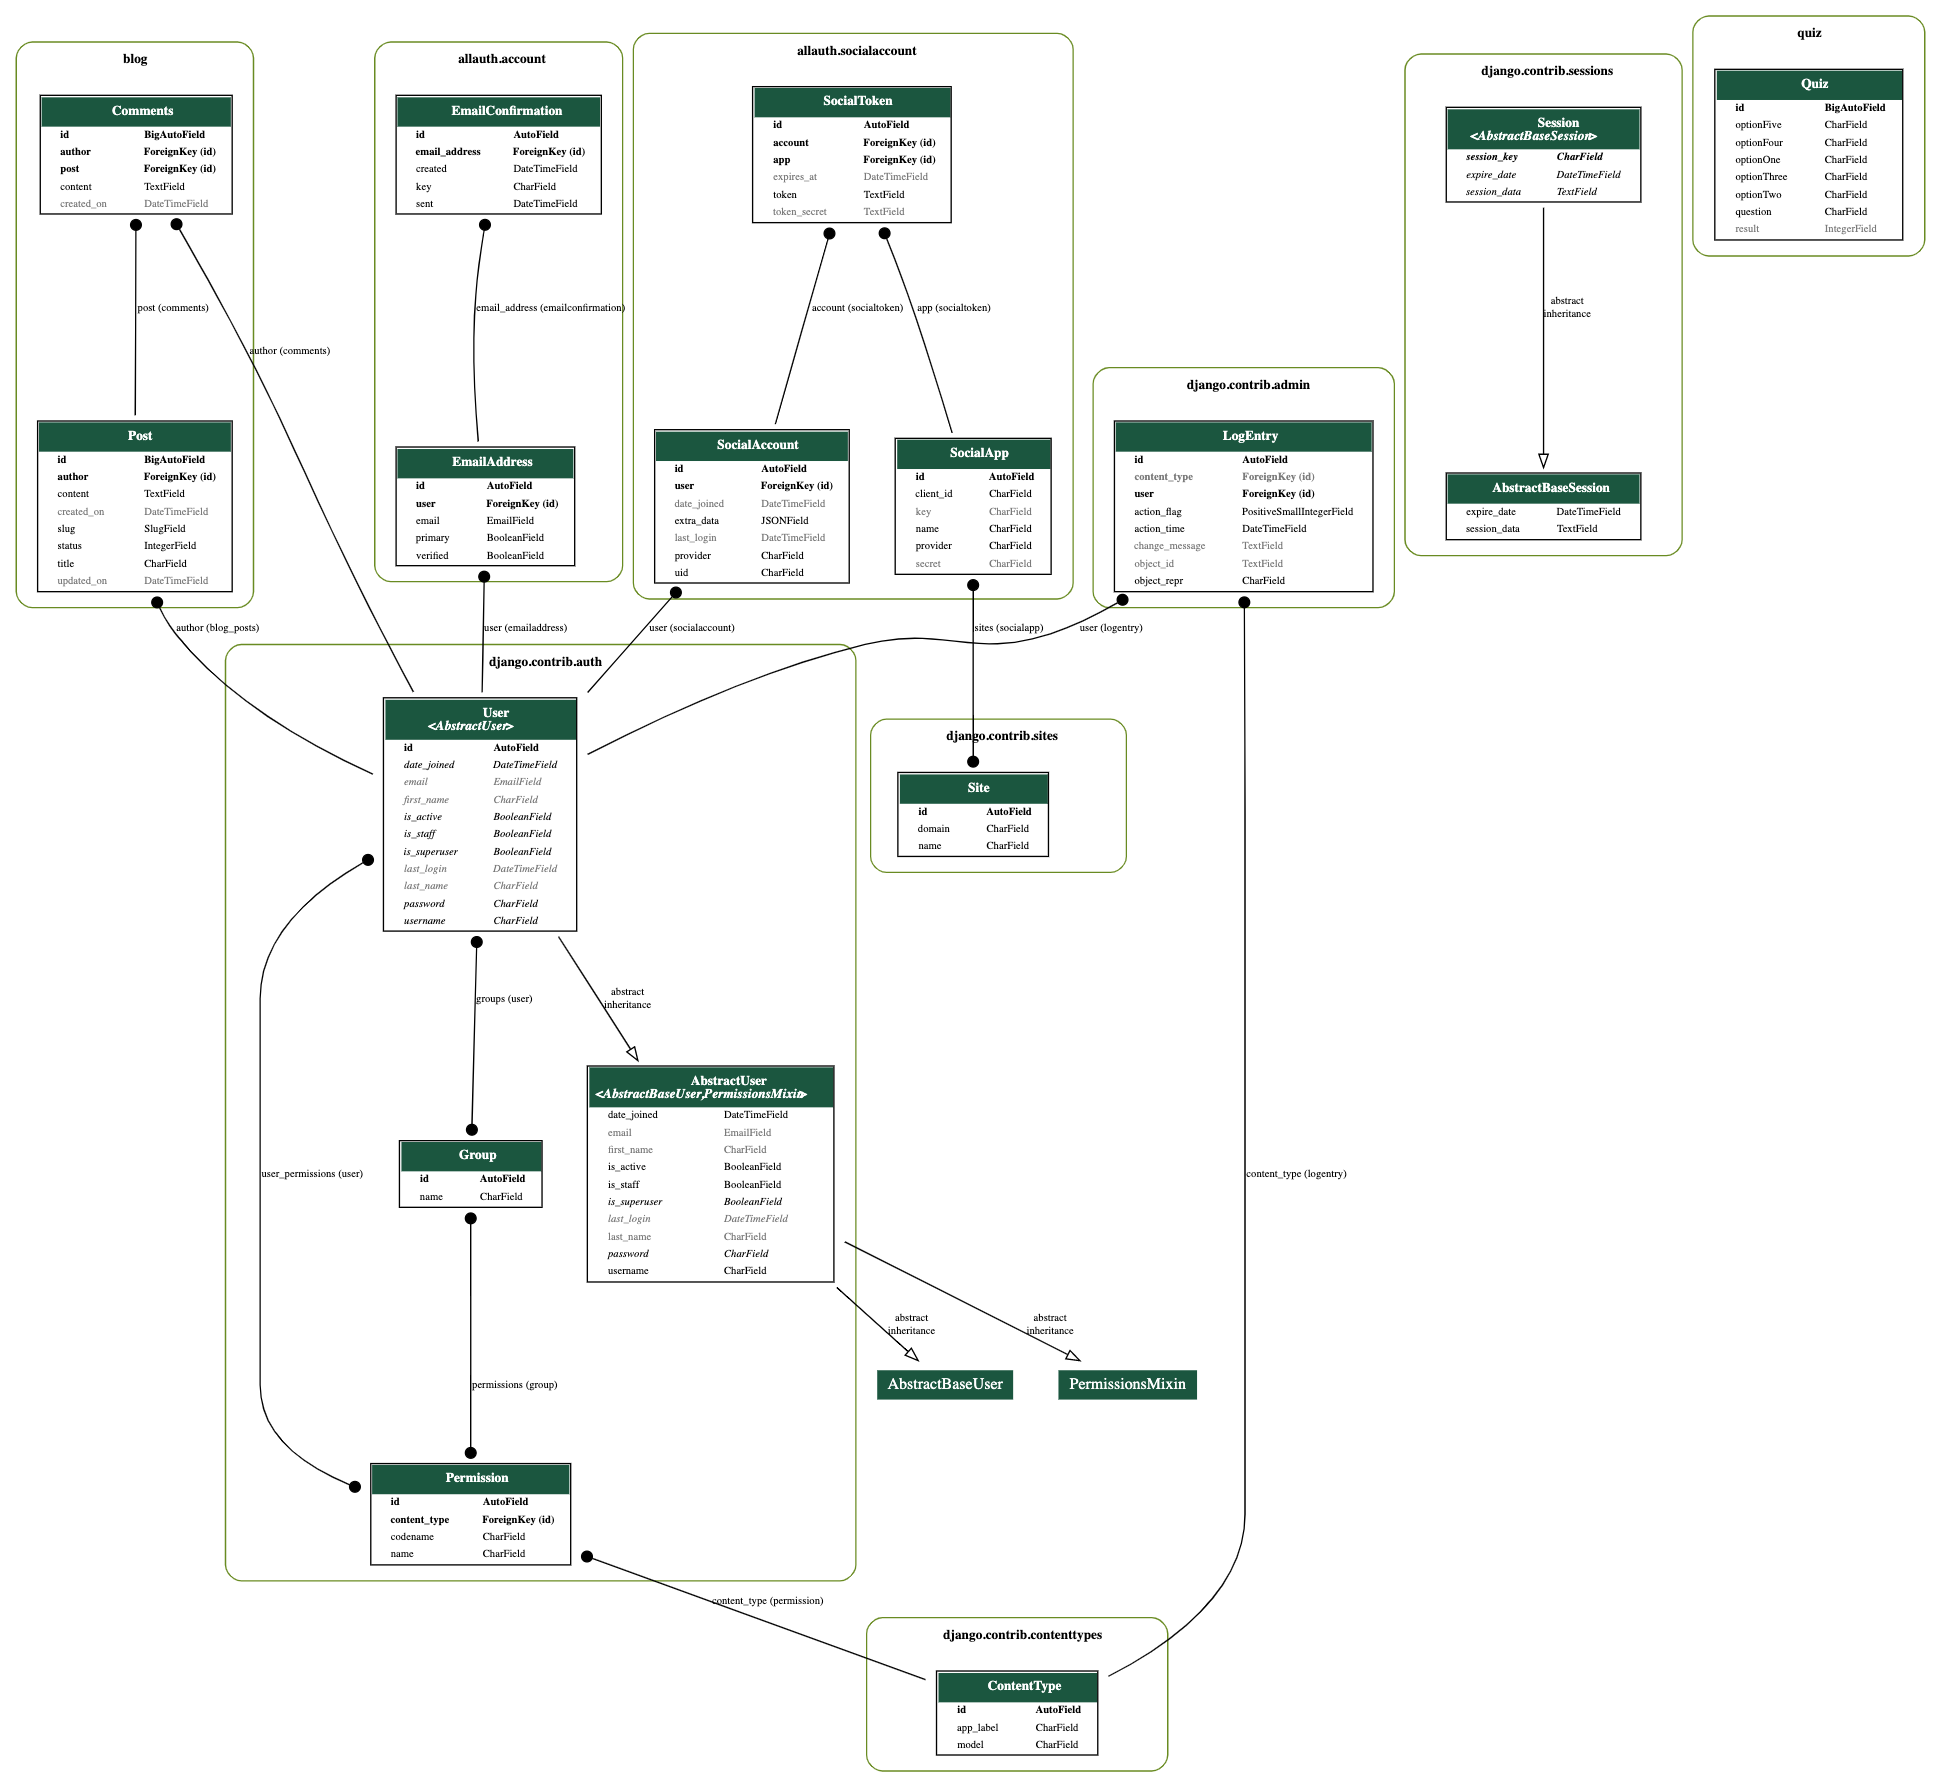 blog
Comments
id BigAutoField
author ForeignKey (id)
post ForeignKey (id)
content TextField
created_on DateTimeField
post (comments)
author (comments)
Post
id BigAutoField
author ForeignKey (id)
content TextField
created_on DateTimeField
slug SlugField
status IntegerField
title CharField
updated_on DateTimeField
author (blog_posts)
allauth.account
EmailConfirmation
id AutoField
email_address ForeignKey (id)
created DateTimeField
key CharField
sent DateTimeField
email_address (emailconfirmation)
EmailAddress
id AutoField
user ForeignKey (id)
email EmailField
primary BooleanField
verified BooleanField
user (emailaddress)
allauth.socialaccount
SocialToken
id AutoField
account ForeignKey (id)
app ForeignKey (id)
expires_at DateTimeField
token TextField
token_secret TextField
account (socialtoken)
app (socialtoken)
SocialAccount
id AutoField
user ForeignKey (id)
date_joined DateTimeField
extra_data JSONField
last_login DateTimeField
provider CharField
uid CharField
user (socialaccount)
SocialApp
id AutoField
client_id CharField
key CharField
name CharField
provider CharField
secret CharField
sites (socialapp)
django.contrib.admin
LogEntry
id AutoField
content_type ForeignKey (id)
user ForeignKey (id)
action_flag PositiveSmallIntegerField
action_time DateTimeField
change_message TextField
object_id TextField
object_repr CharField
user (logentry)
django.contrib.sessions
Session
<AbstractBaseSession>
session_key CharField
expire_date DateTimeField
session_data TextField
abstract
inheritance
AbstractBaseSession
expire_date DateTimeField
session_data TextField
quiz
Quiz
id BigAutoField
optionFive CharField
optionFour CharField
optionOne CharField
optionThree CharField
optionTwo CharField
question CharField
result IntegerField
django.contrib.auth
User
<AbstractUser>
id AutoField
date_joined DateTimeField
email EmailField
first_name CharField
is_active BooleanField
is_staff BooleanField
is_superuser BooleanField
last_login DateTimeField
last_name CharField
password CharField
username CharField
groups (user)
abstract
inheritance
django.contrib.sites
Site
id AutoField
domain CharField
name CharField
AbstractUser
<AbstractBaseUser,PermissionsMixin>
date_joined DateTimeField
email EmailField
first_name CharField
is_active BooleanField
is_staff BooleanField
is_superuser BooleanField
last_login DateTimeField
last_name CharField
password CharField
username CharField
Group
id AutoField
name CharField
user_permissions (user)
content_type (logentry)
abstract
inheritance
abstract
inheritance
AbstractBaseUser
PermissionsMixin
permissions (group)
Permission
id AutoField
content_type ForeignKey (id)
codename CharField
name CharField
content_type (permission)
django.contrib.contenttypes
ContentType
id AutoField
app_label CharField
model CharField